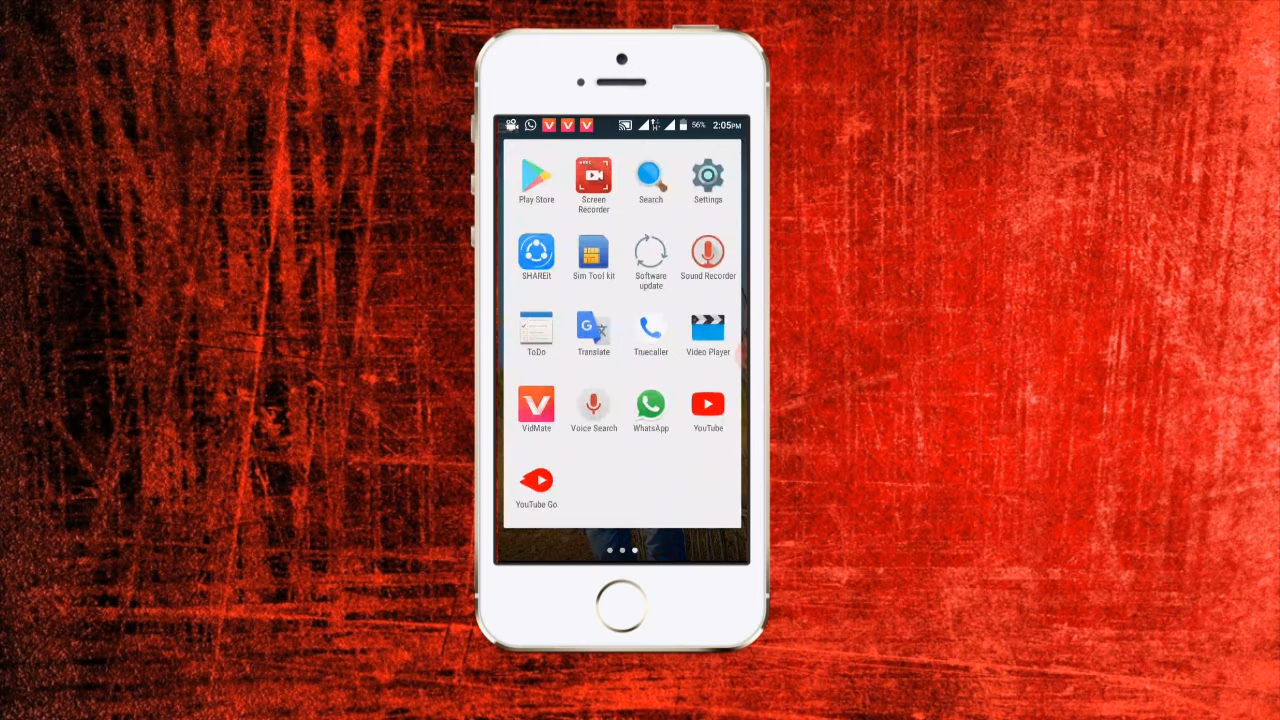 56% 2:05PM
Play Store Screen Recorder Search Settings
SHAREit Sim Tool kit Software update Sound Recorder
ToDo Translate Truecaller Video Player
VidMate Voice Search WhatsApp YouTube
YouTube Go